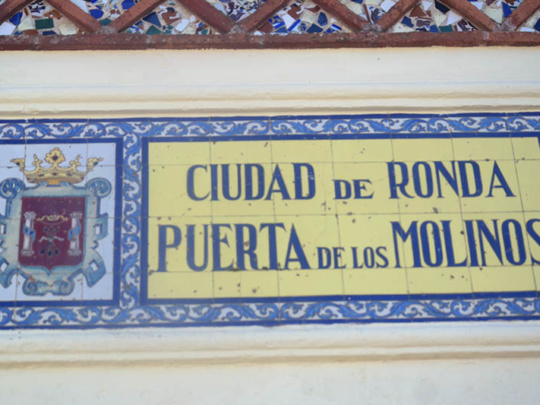 CIUDAD DE RONDA
PUERTA DE LOS MOLINOS